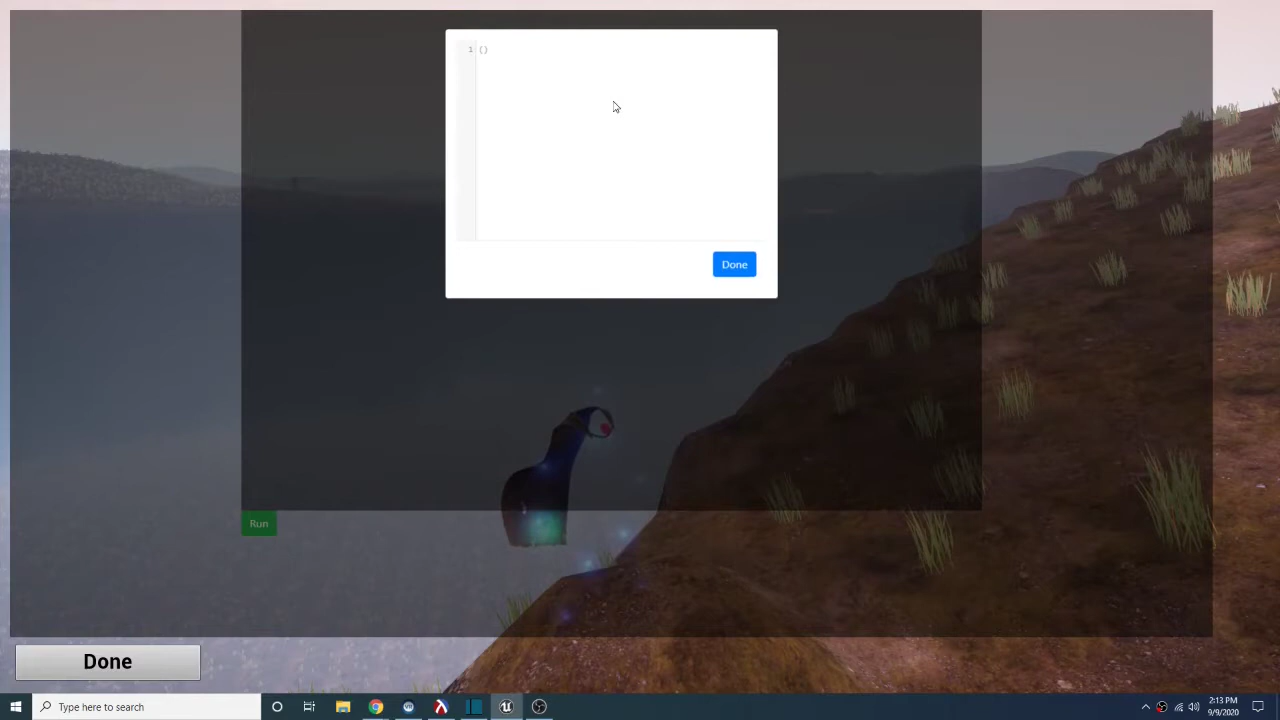 1 ()
Done
Run
Done
Type here to search
2:13 PM
9/9/2020